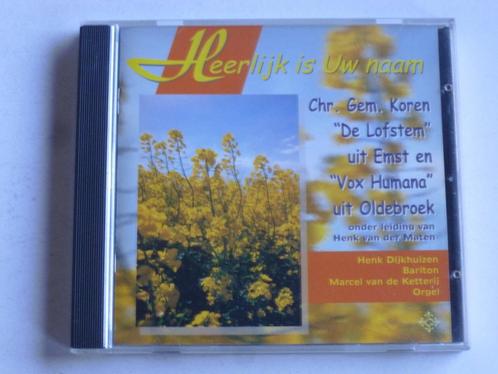 Heerlijk is Uw naam
Chr. Gem. Koren
"De Lofstem"
uit Emst en
"Vox Humana"
uit Oldebroek
onder leiding van
Henk van der Maten
Henk Dijkhuizen
Bariton
Marcel van de Ketterij
Orgel